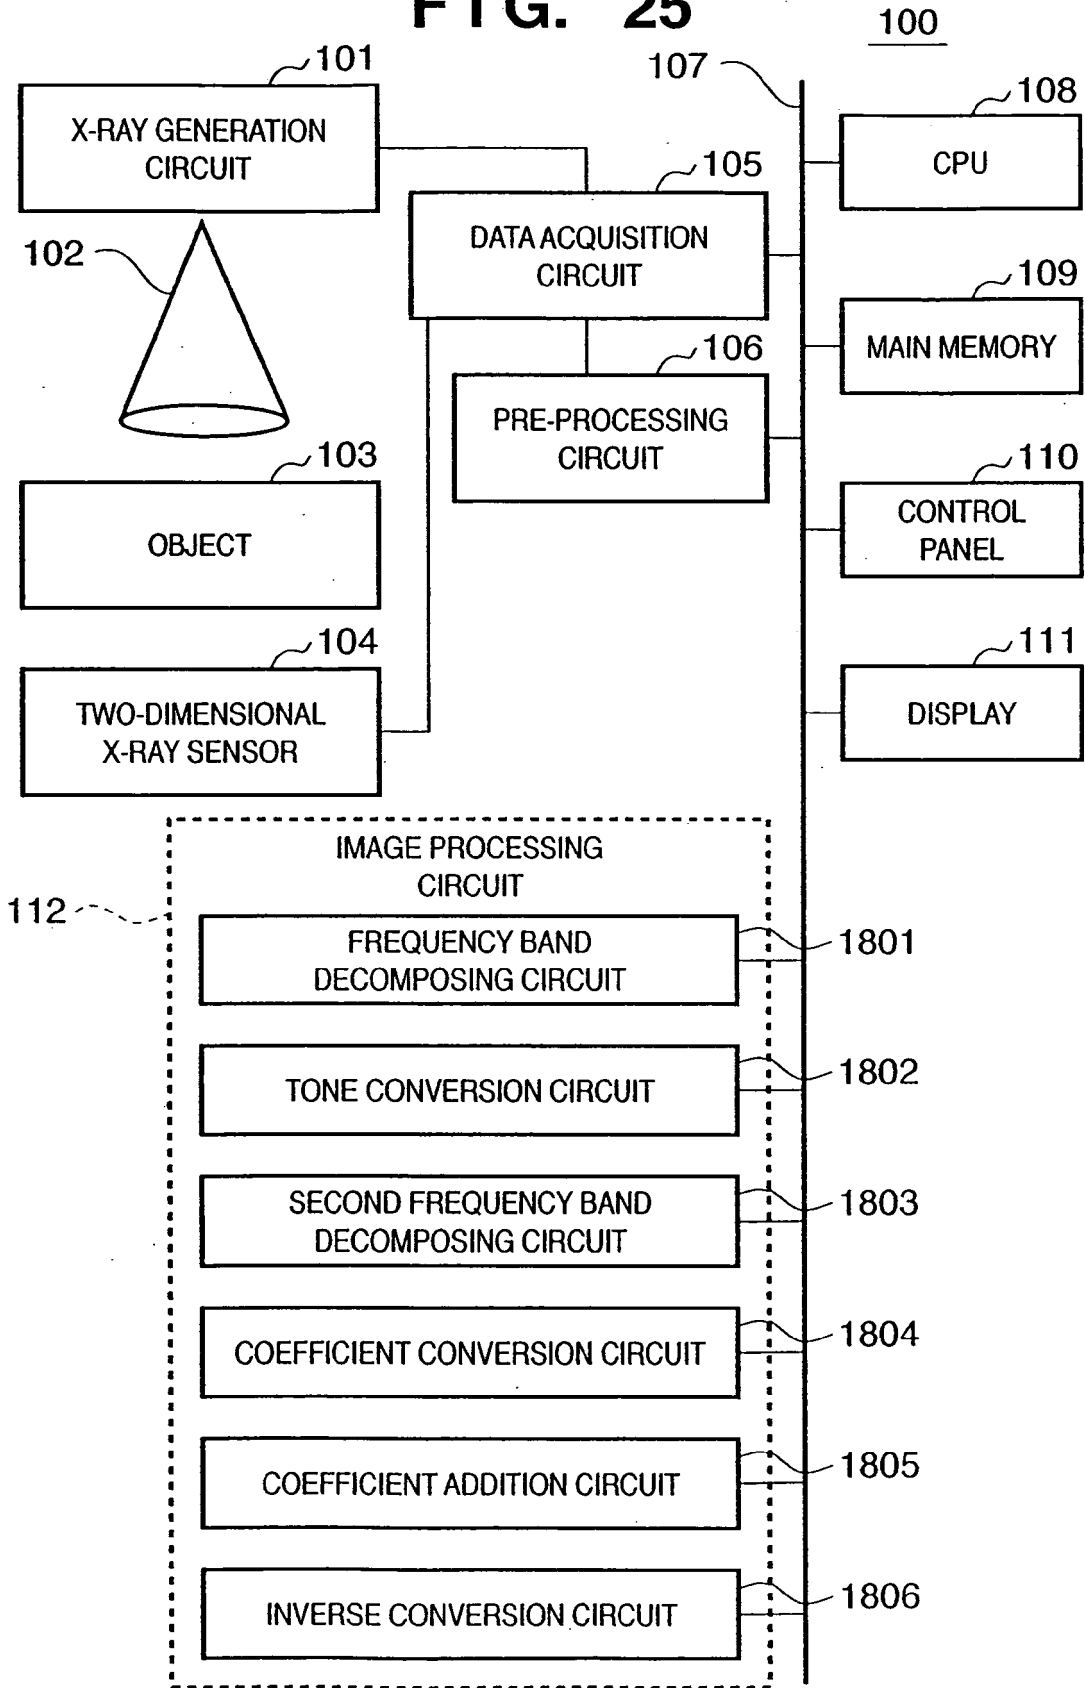 FIG. 25
100
101
X-RAY GENERATION
CIRCUIT
102
103
OBJECT
104
TWO-DIMENSIONAL
X-RAY SENSOR
105
DATA ACQUISITION
CIRCUIT
106
PRE-PROCESSING
CIRCUIT
107
108
CPU
109
MAIN MEMORY
110
CONTROL
PANEL
111
DISPLAY
112
IMAGE PROCESSING
CIRCUIT
FREQUENCY BAND
DECOMPOSING CIRCUIT
1801
TONE CONVERSION CIRCUIT
1802
SECOND FREQUENCY BAND
DECOMPOSING CIRCUIT
1803
COEFFICIENT CONVERSION CIRCUIT
1804
COEFFICIENT ADDITION CIRCUIT
1805
INVERSE CONVERSION CIRCUIT
1806